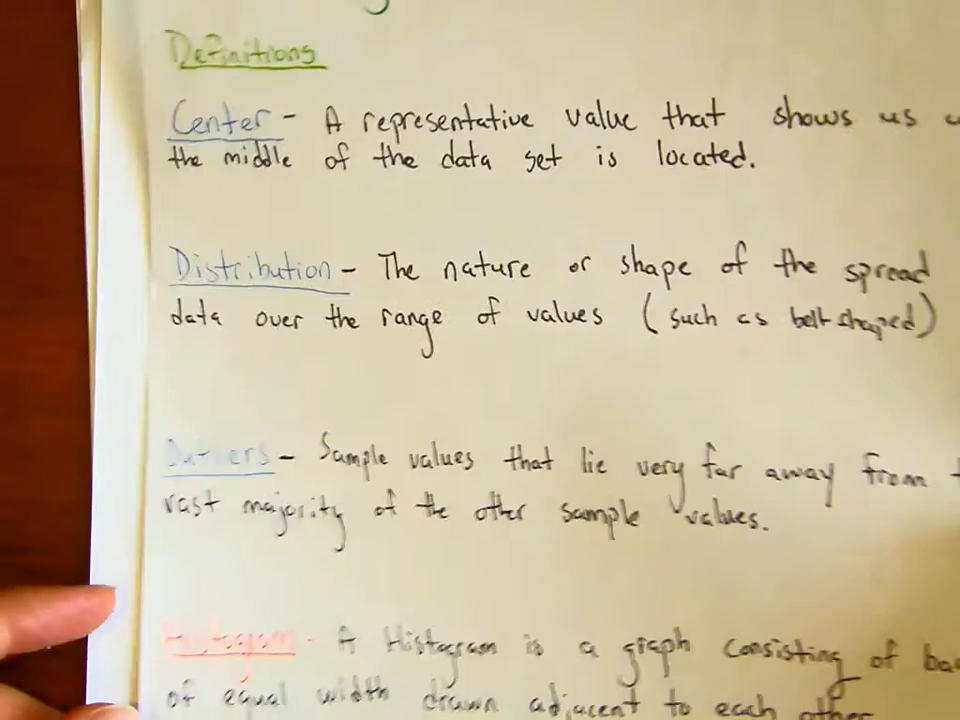 Definitions
Center - A representative value that shows us
the middle of the data set is located.
Distribution - The nature or shape of the spread
data over the range of values (such as bell-shaped)
Outliers - Sample values that lie very far away from
vast majority of the other sample values.
Histogram - A Histogram is a graph consisting of
of equal width drawn adjacent to each other